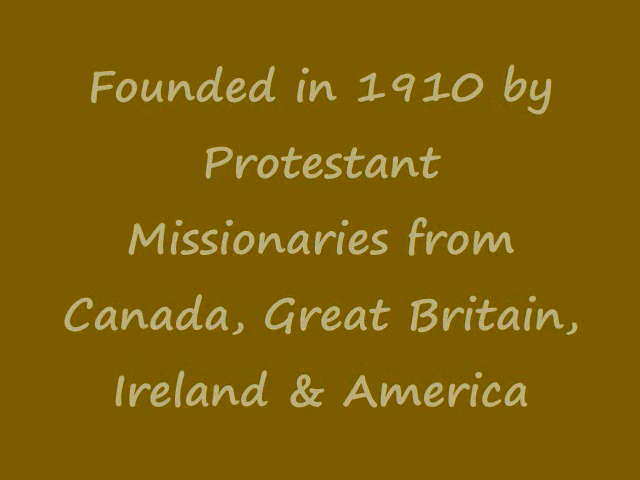 Founded in 1910 by
Protestant
Missionaries from
Canada, Great Britain,
Ireland & America